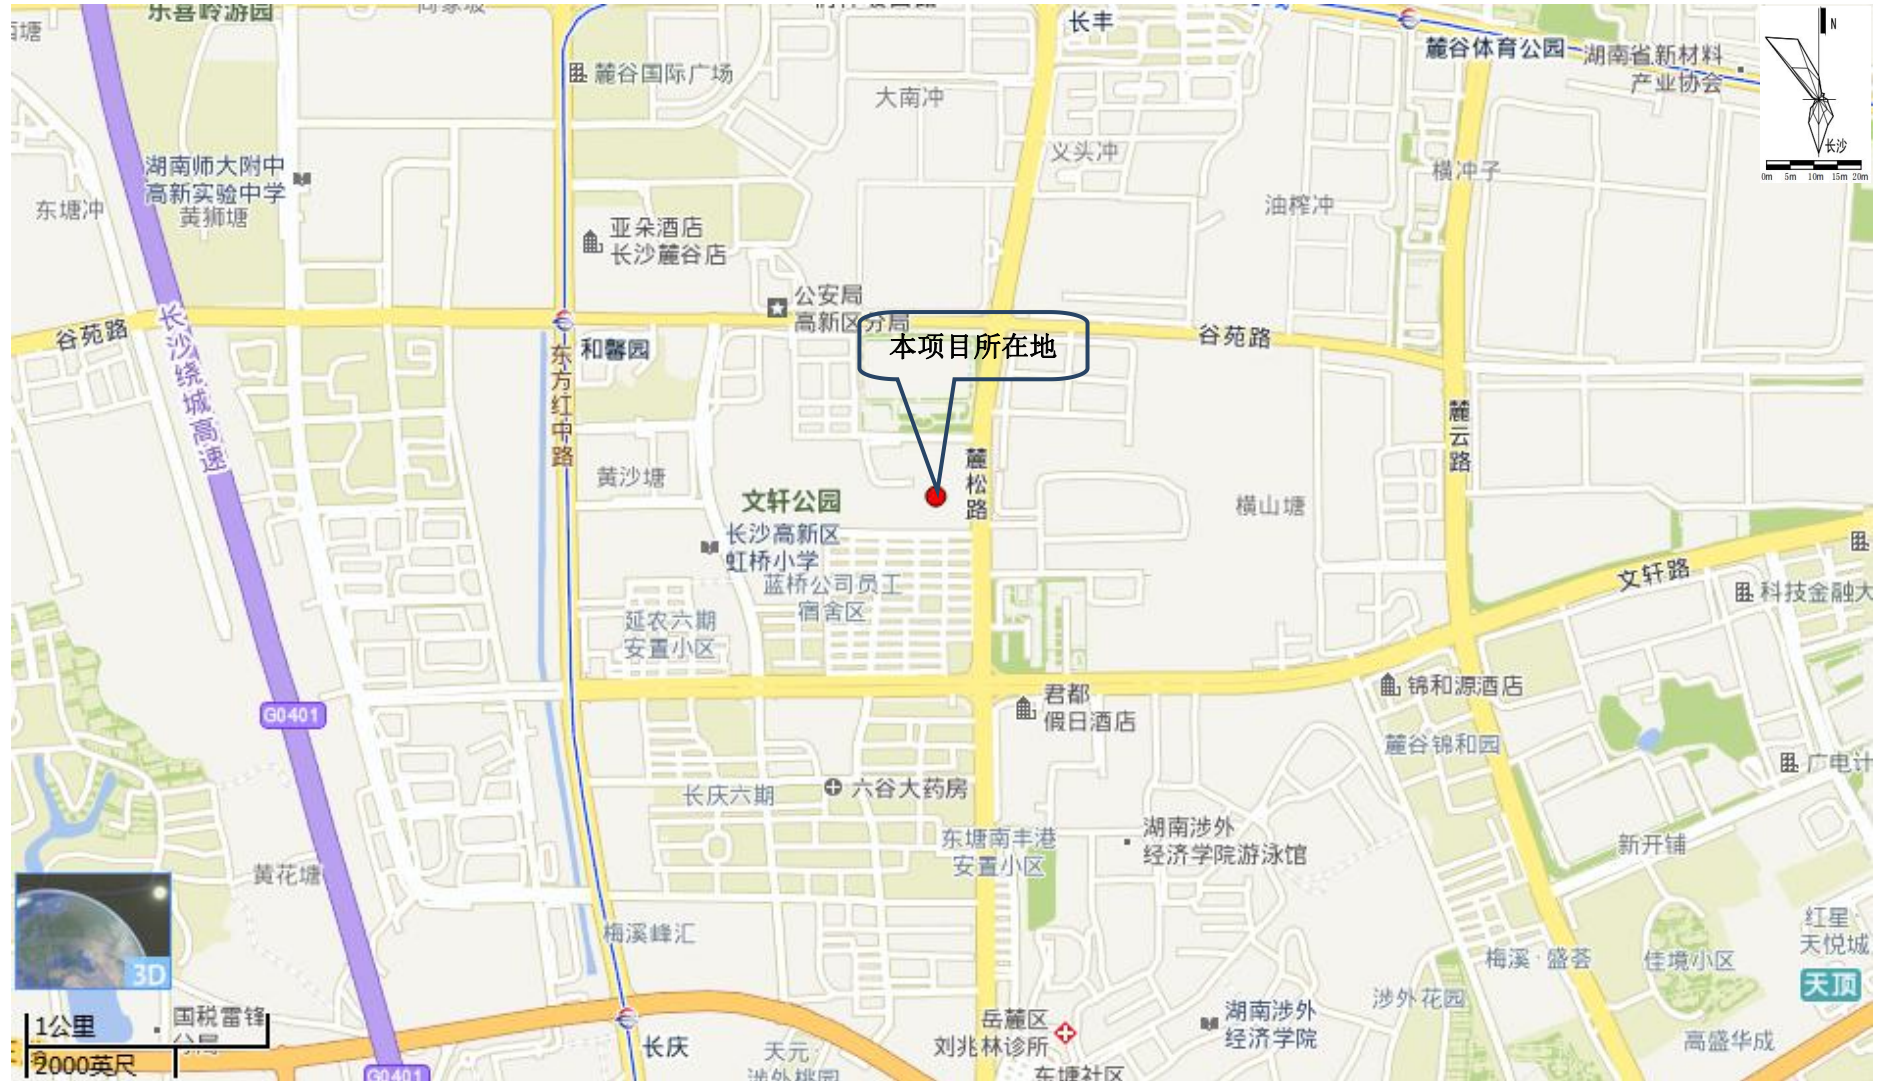 乐喜岭游园
长丰
麓谷体育公园
湖南省新材料
产业协会
N
长沙
0m 5m 10m 15m 20m
麓谷国际广场
大南冲
义头冲
横冲子
油榨冲
湖南师大附中
高新实验中学
黄狮塘
东塘冲
亚朵酒店
长沙麓谷店
公安局
高新区分局
谷苑路
长沙绕城高速
和馨园
东方红中路
本项目所在地
谷苑路
麓云路
麓松路
黄沙塘
文轩公园
长沙高新区
虹桥小学
蓝桥公司员工
宿舍区
横山塘
文轩路
科技金融大
延农六期
安置小区
G0401
君都
假日酒店
锦和源酒店
麓谷锦和园
广电计
长庆六期
六谷大药房
东塘南丰港
安置小区
湖南涉外
经济学院游泳馆
新开铺
黄花塘
梅溪峰汇
红星
天悦城
梅溪·盛荟
佳境小区
天顶
3D
涉外花园
国税雷锋
1公里
2000英尺
长庆
天元·
涉外桃园
岳麓区
刘兆林诊所
湖南涉外
经济学院
高盛华成
东塘社区
G0401